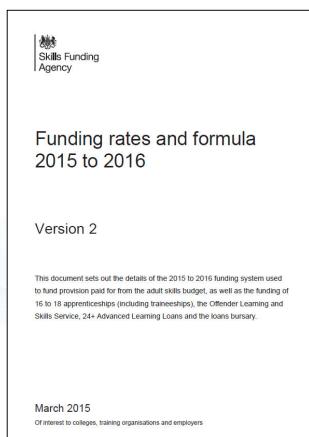 Skills Funding
Agency
Funding rates and formula
2015 to 2016
Version 2
This document sets out the details of the 2015 to 2016 funding system used
to fund provision paid for from the adult skills budget, as well as the funding of
16 to 18 apprenticeships (including traineeships), the Offender Learning and
Skills Service, 24+ Advanced Learning Loans and the loans bursary.
March 2015
Of interest to colleges, training organisations and employers